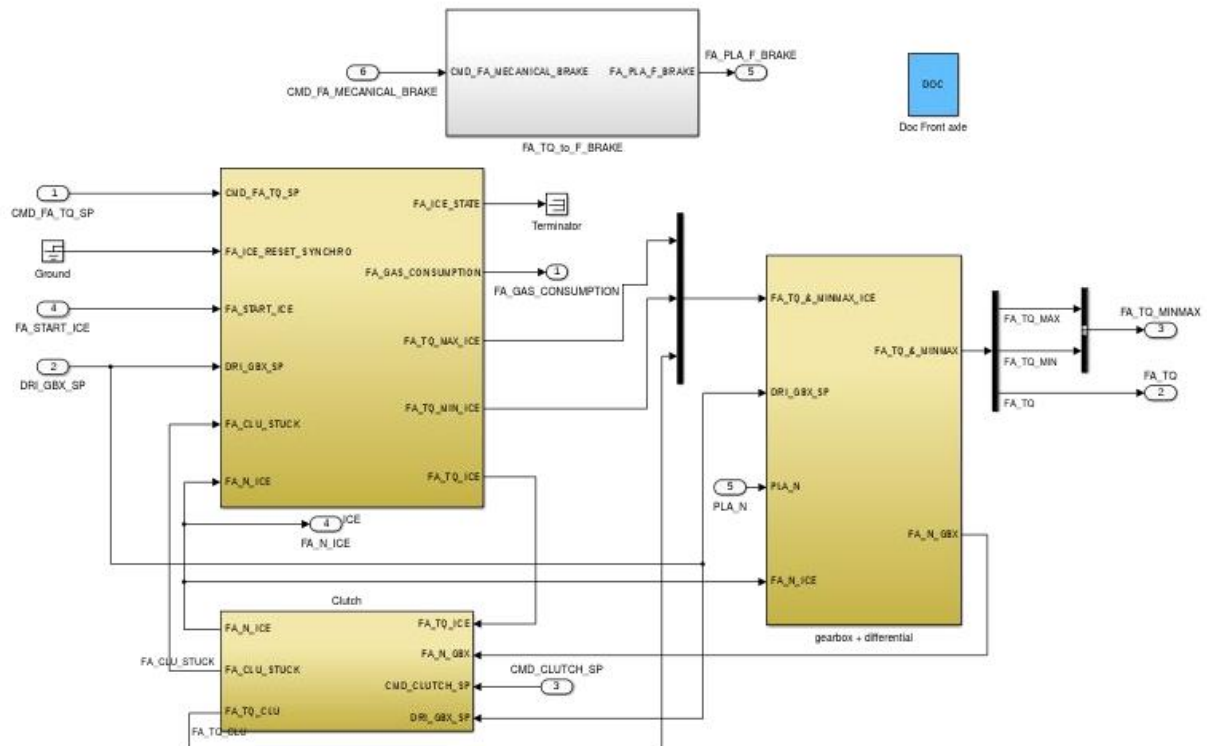 FA_PLA_F_BRAKE
6
CMD_FA_MECANICAL_BRAKE
FA_PLA_F_BRAKE
5
CMD_FA_MECANICAL_BRAKE
DOC
Doc Front axle
FA_TQ_to_F_BRAKE
1
CMD_FA_TQ_SP
CMD_FA_TQ_SP
FA_ICE_STATE
Terminator
Ground
FA_ICE_RESET_SYNCHRO
FA_GAS_CONSUMPTION
1
FA_GAS_CONSUMPTION
4
FA_START_ICE
FA_START_ICE
FA_TQ_MAX_ICE
2
DRI_GBX_SP
DRI_GBX_SP
FA_TQ_MIN_ICE
FA_CLU_STUCK
FA_TQ_ICE
FA_N_ICE
ICE
4
FA_N_ICE
FA_TQ_&_MINMAX_ICE
FA_TQ_&_MINMAX
DRI_GBX_SP
5
PLA_N
PLA_N
FA_N_GBX
FA_N_ICE
gearbox + differential
FA_TQ_MAX
FA_TQ_MIN
FA_TQ
FA_TQ_MINMAX
3
FA_TQ
2
Clutch
FA_N_ICE
FA_TQ_ICE
FA_CLU_STUCK
FA_CLU_STUCK
FA_N_GBX
CMD_CLUTCH_SP
CMD_CLUTCH_SP
3
FA_TQ_CLU
DRI_GBX_SP
FA_TQ_CLU